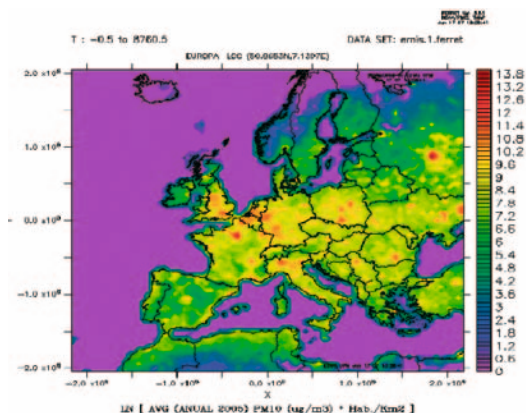 T : −0.5 to 8760.5
DATA SET: emis.1.ferret
EUROPA LCC (50.0653N,7.1297E)
2.0 x10⁶
1.0 x10⁶
0.0 x10⁰
−1.0 x10⁶
−2.0 x10⁶
−2.0 x10⁶
−1.0 x10⁶
0.0 x10⁰
1.0 x10⁶
2.0 x10⁶
X
13.8
13.2
12.6
12
11.4
10.8
10.2
9.6
9
8.4
7.8
7.2
6.6
6
5.4
4.8
4.2
3.6
3
2.4
1.8
1.2
0.6
0
LN [ AVG (ANUAL 2005) PM10 (ug/m3) * Hab./Km2 ]